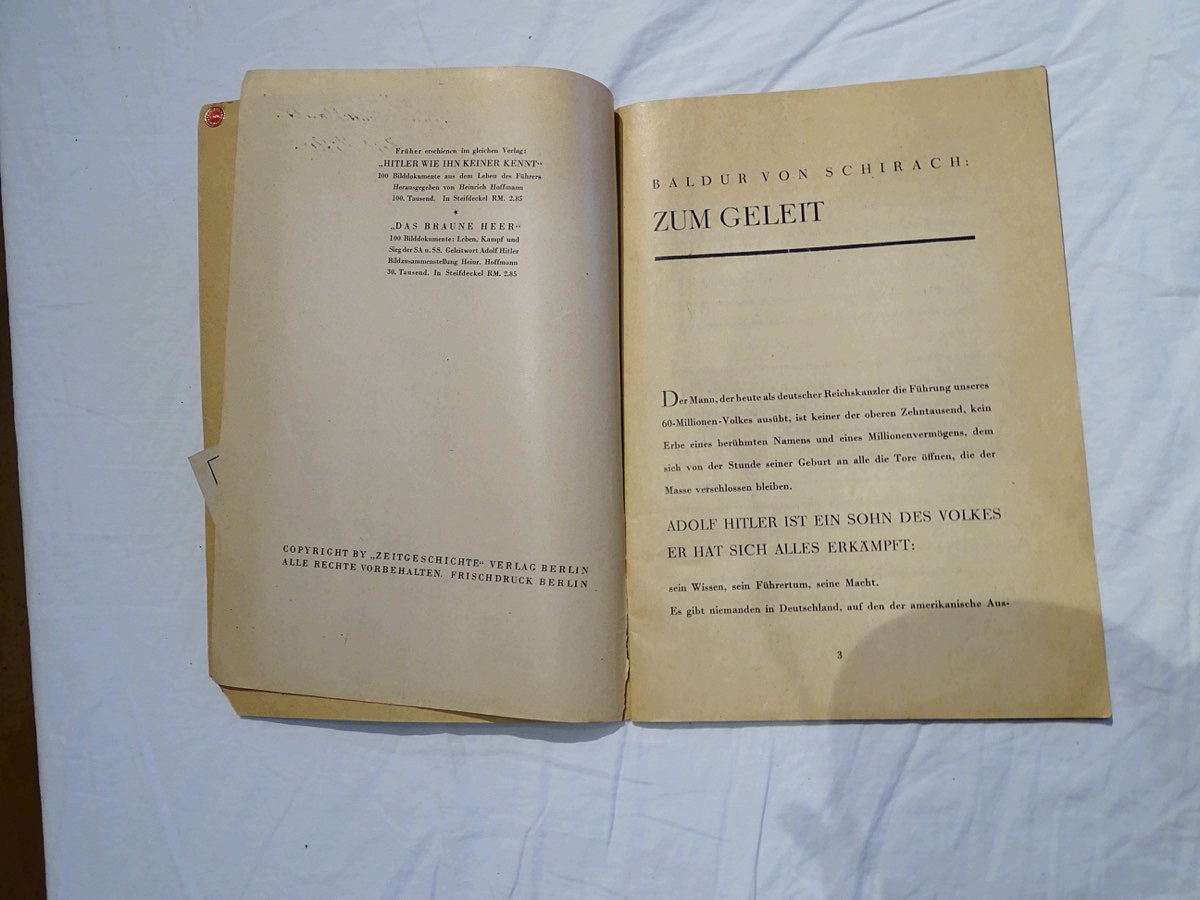 Früher erschienen im gleichen Verlag:
„HITLER WIE IHN KEINER KENNT“
100 Bilddokumente aus dem Leben des Führers
Herausgegeben von Heinrich Hoffmann
100. Tausend. In Steifdeckel RM. 2.85
*
„DAS BRAUNE HEER“
100 Bilddokumente: Leben, Kampf und
Sieg der SA u. SS. Geleitwort Adolf Hitler
Bildzusammenstellung Heinr. Hoffmann
30. Tausend. In Steifdeckel RM. 2.85
COPYRIGHT BY „ZEITGESCHICHTE“ VERLAG BERLIN
ALLE RECHTE VORBEHALTEN. FRISCHDRUCK BERLIN
BALDUR VON SCHIRACH:
ZUM GELEIT
Der Mann, der heute als deutscher Reichskanzler die Führung unseres
60-Millionen-Volkes ausübt, ist keiner der oberen Zehntausend, kein
Erbe eines berühmten Namens und eines Millionenvermögens, dem
sich von der Stunde seiner Geburt an alle die Tore öffnen, die der
Masse verschlossen bleiben.
ADOLF HITLER IST EIN SOHN DES VOLKES
ER HAT SICH ALLES ERKÄMPFT:
sein Wissen, sein Führertum, seine Macht.
Es gibt niemanden in Deutschland, auf den der amerikanische Aus-
3